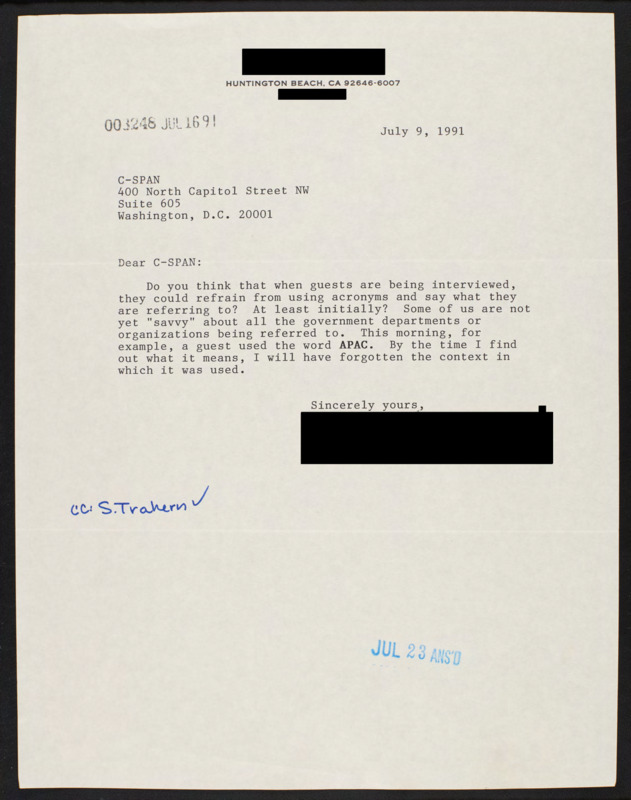 HUNTINGTON BEACH, CA 92646-6007
003248 JUL 16 91
July 9, 1991
C-SPAN
400 North Capitol Street NW
Suite 605
Washington, D.C. 20001
Dear C-SPAN:
Do you think that when guests are being interviewed,
they could refrain from using acronyms and say what they
are referring to? At least initially? Some of us are not
yet "savvy" about all the government departments or
organizations being referred to. This morning, for
example, a guest used the word APAC. By the time I find
out what it means, I will have forgotten the context in
which it was used.
Sincerely yours,
cc: S. Trahern ✓
JUL 23 ANS'D